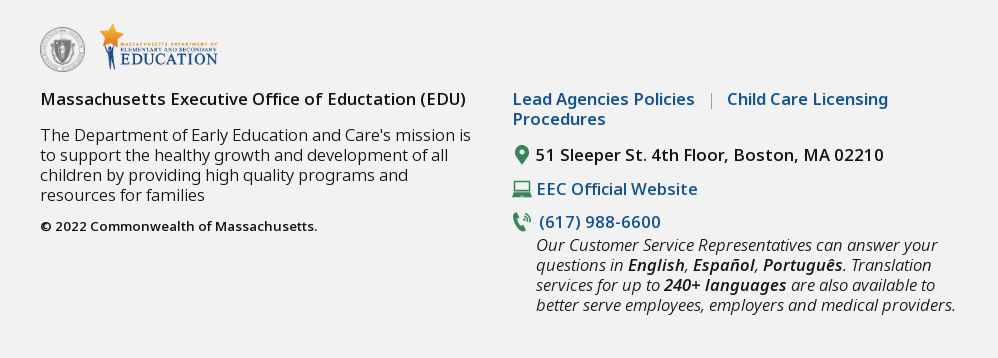 MASSACHUSETTS DEPARTMENT OF
ELEMENTARY AND SECONDARY
EDUCATION
Massachusetts Executive Office of Eductation (EDU)
The Department of Early Education and Care's mission is
to support the healthy growth and development of all
children by providing high quality programs and
resources for families
© 2022 Commonwealth of Massachusetts.
Lead Agencies Policies | Child Care Licensing
Procedures
51 Sleeper St. 4th Floor, Boston, MA 02210
EEC Official Website
(617) 988-6600
Our Customer Service Representatives can answer your
questions in English, Español, Português. Translation
services for up to 240+ languages are also available to
better serve employees, employers and medical providers.